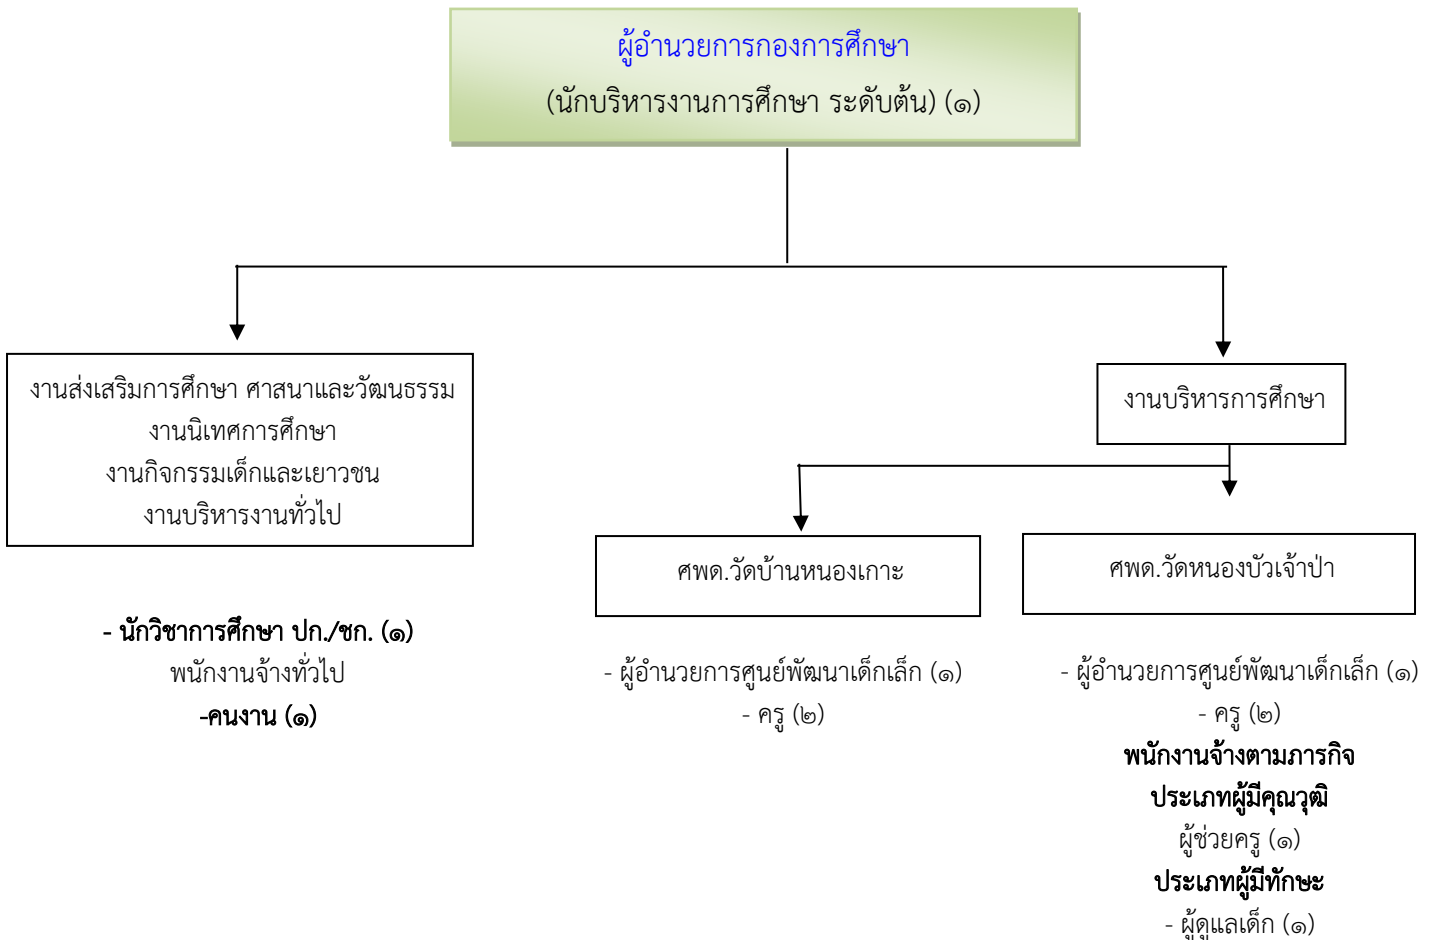 ผู้อำนวยการกองการศึกษา
(นักบริหารงานการศึกษา ระดับต้น) (๑)
งานส่งเสริมการศึกษา ศาสนาและวัฒนธรรม
งานนิเทศการศึกษา
งานกิจกรรมเด็กและเยาวชน
งานบริหารงานทั่วไป
- นักวิชาการศึกษา ปก./ชก. (๑)
พนักงานจ้างทั่วไป
-คนงาน (๑)
งานบริหารการศึกษา
ศพด.วัดบ้านหนองเกาะ
- ผู้อำนวยการศูนย์พัฒนาเด็กเล็ก (๑)
- ครู (๒)
ศพด.วัดหนองบัวเจ้าป่า
- ผู้อำนวยการศูนย์พัฒนาเด็กเล็ก (๑)
- ครู (๒)
พนักงานจ้างตามภารกิจ
ประเภทผู้มีคุณวุฒิ
ผู้ช่วยครู (๑)
ประเภทผู้มีทักษะ
- ผู้ดูแลเด็ก (๑)